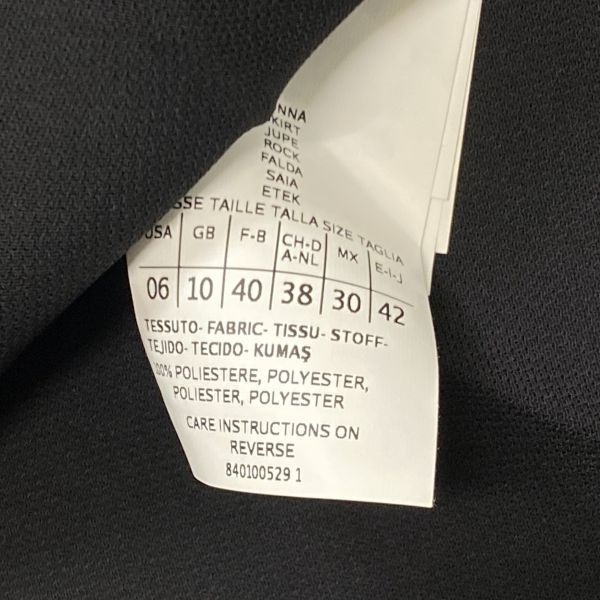 NNA
KIRT
JUPE
ROCK
FALDA
SAIA
ETEK
SSE TAILLE TALLA SIZE TAGLIA
USA GB F-B CH-D A-NL MX E-I-J
06 10 40 38 30 42
TESSUTO- FABRIC- TISSU- STOFF-
TEJIDO- TECIDO- KUMAŞ
100% POLIESTERE, POLYESTER,
POLIESTER, POLYESTER
CARE INSTRUCTIONS ON
REVERSE
840100529 1